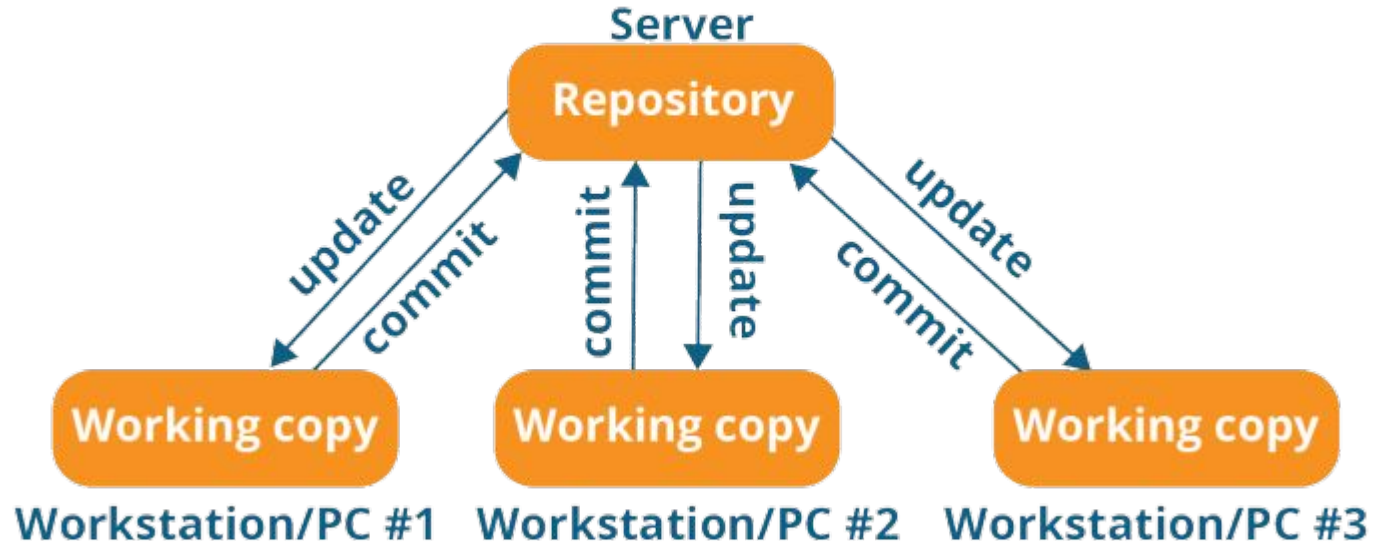 Server
Repository
update
commit
commit
update
update
commit
Working copy
Working copy
Working copy
Workstation/PC #1
Workstation/PC #2
Workstation/PC #3